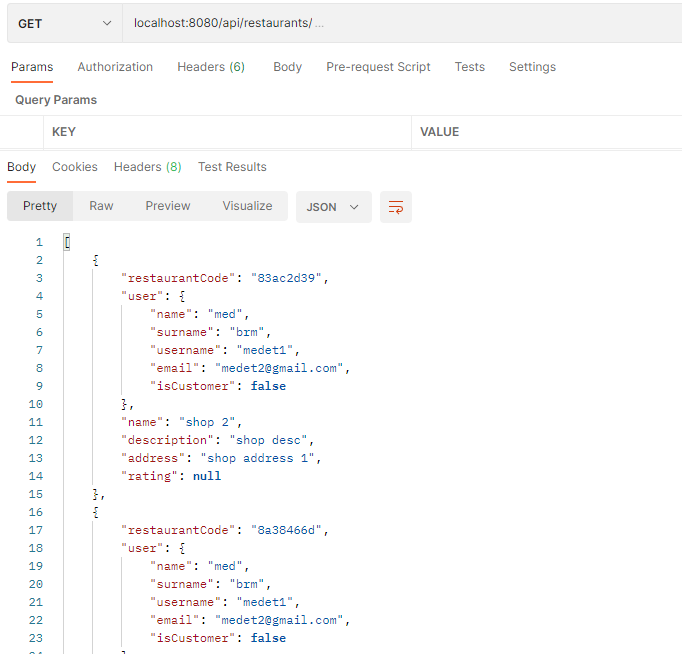 GET localhost:8080/api/restaurants/ ...
Params Authorization Headers (6) Body Pre-request Script Tests Settings
Query Params
KEY VALUE
Body Cookies Headers (8) Test Results
Pretty Raw Preview Visualize JSON
1 [
2 {
3 "restaurantCode": "83ac2d39",
4 "user": {
5 "name": "med",
6 "surname": "brm",
7 "username": "medet1",
8 "email": "medet2@gmail.com",
9 "isCustomer": false
10 },
11 "name": "shop 2",
12 "description": "shop desc",
13 "address": "shop address 1",
14 "rating": null
15 },
16 {
17 "restaurantCode": "8a38466d",
18 "user": {
19 "name": "med",
20 "surname": "brm",
21 "username": "medet1",
22 "email": "medet2@gmail.com",
23 "isCustomer": false